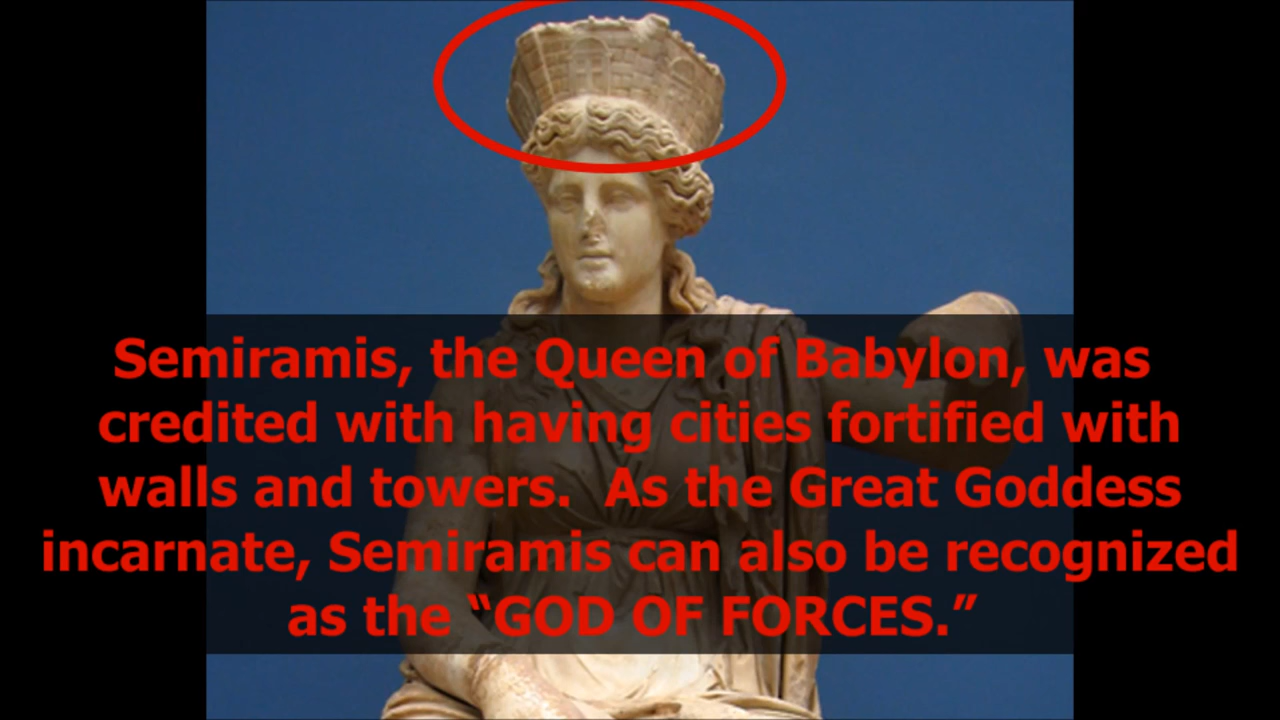 Semiramis, the Queen of Babylon, was
credited with having cities fortified with
walls and towers.  As the Great Goddess
incarnate, Semiramis can also be recognized
as the “GOD OF FORCES.”